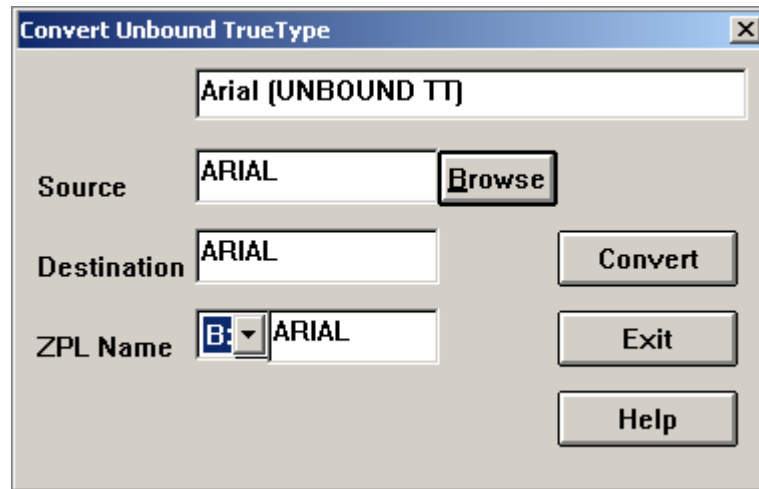 Convert Unbound TrueType
Arial (UNBOUND TT)
Source ARIAL Browse
Destination ARIAL Convert
ZPL Name B: ARIAL Exit
Help